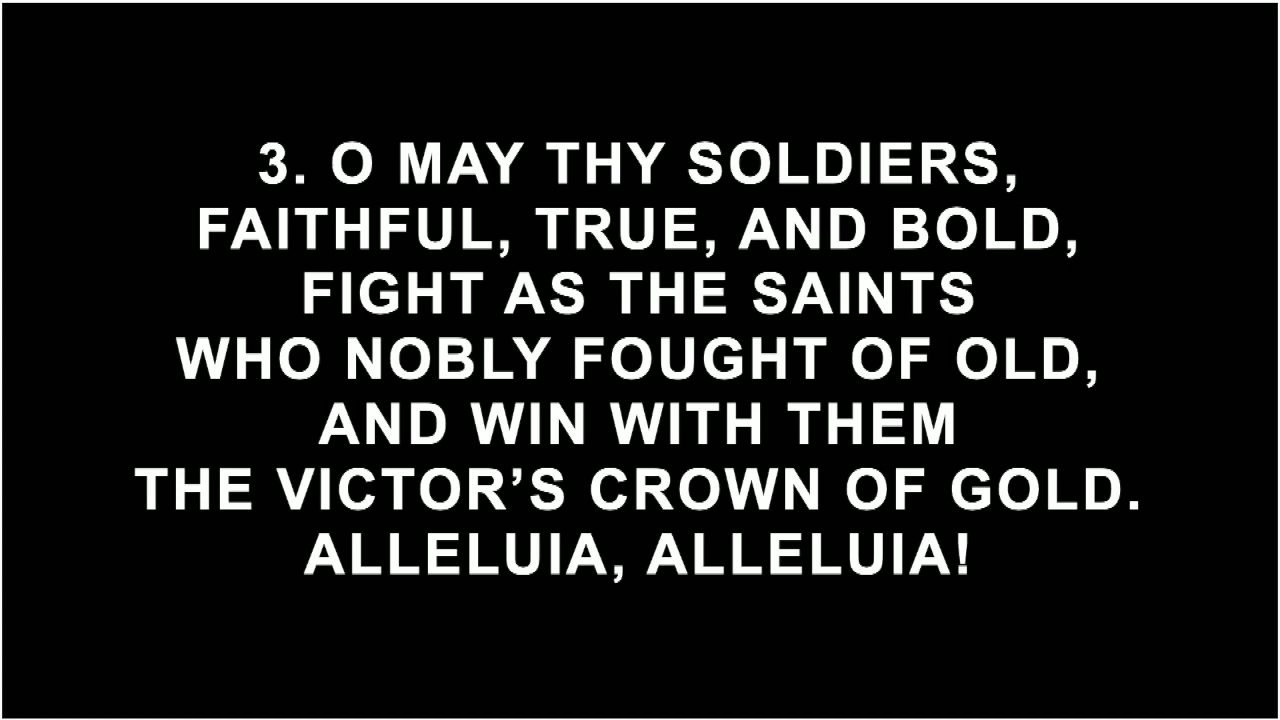 3. O MAY THY SOLDIERS,
FAITHFUL, TRUE, AND BOLD,
FIGHT AS THE SAINTS
WHO NOBLY FOUGHT OF OLD,
AND WIN WITH THEM
THE VICTOR’S CROWN OF GOLD.
ALLELUIA, ALLELUIA!